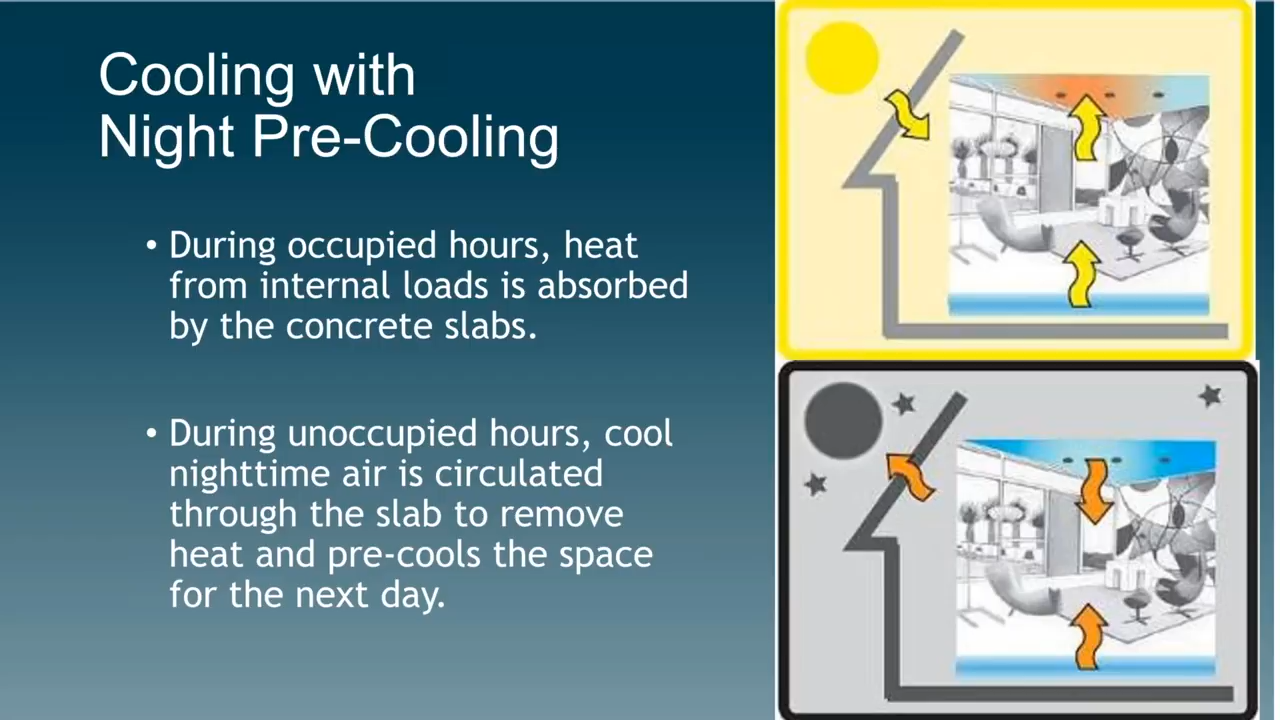 Cooling with
Night Pre-Cooling
• During occupied hours, heat
from internal loads is absorbed
by the concrete slabs.
• During unoccupied hours, cool
nighttime air is circulated
through the slab to remove
heat and pre-cools the space
for the next day.